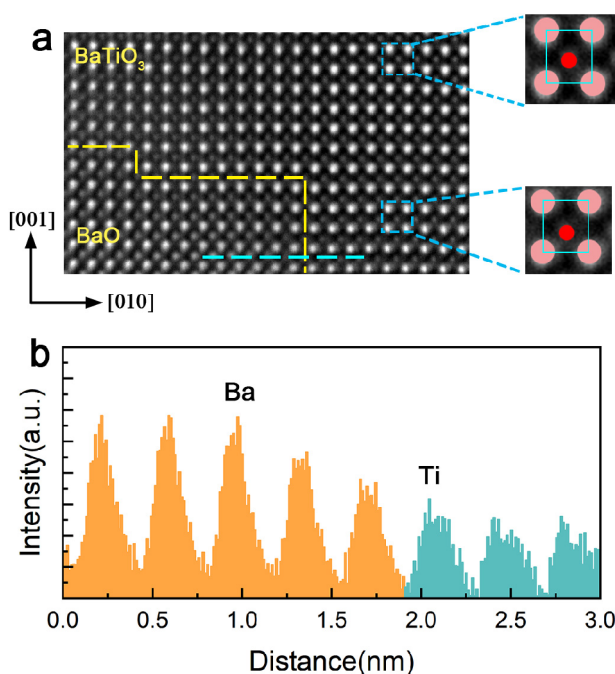 a
BaTiO₃
BaO
[001]
[010]
b
Ba
Ti
Intensity(a.u.)
0.0 0.5 1.0 1.5 2.0 2.5 3.0
Distance(nm)